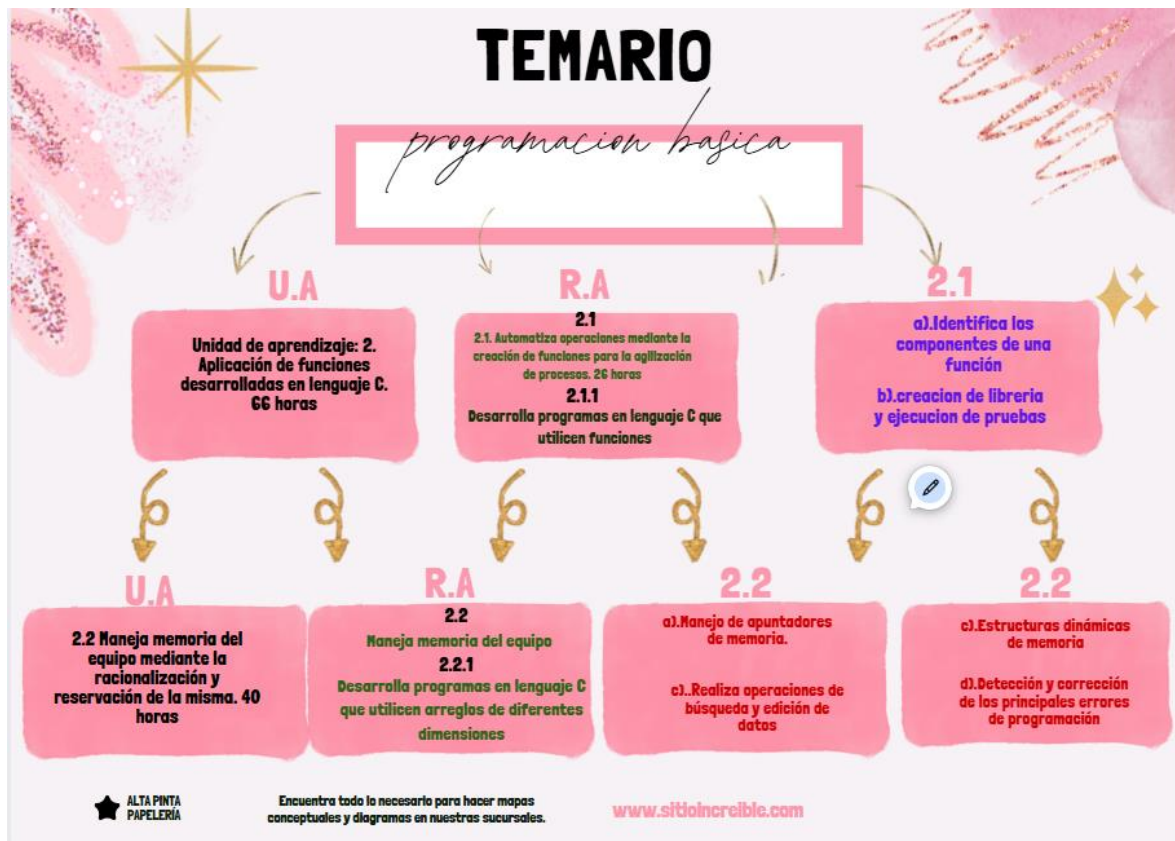 TEMARIO
programacion basica
U.A
Unidad de aprendizaje: 2.
Aplicación de funciones
desarrolladas en lenguaje C.
66 horas
R.A
2.1
2.1. Automatiza operaciones mediante la
creación de funciones para la agilización
de procesos. 26 horas
2.1.1
Desarrolla programas en lenguaje C que
utilicen funciones
2.1
a).Identifica los
componentes de una
función
b).creacion de libreria
y ejecucion de pruebas
U.A
2.2 Maneja memoria del
equipo mediante la
racionalización y
reservación de la misma. 40
horas
R.A
2.2
Maneja memoria del equipo
2.2.1
Desarrolla programas en lenguaje C
que utilicen arreglos de diferentes
dimensiones
2.2
a).Manejo de apuntadores
de memoria.
c)..Realiza operaciones de
búsqueda y edición de
datos
2.2
c).Estructuras dinámicas
de memoria
d).Detección y corrección
de los principales errores
de programación
ALTA PINTA
PAPELERÍA
Encuentra todo lo necesario para hacer mapas
conceptuales y diagramas en nuestras sucursales.
www.sitioincreible.com